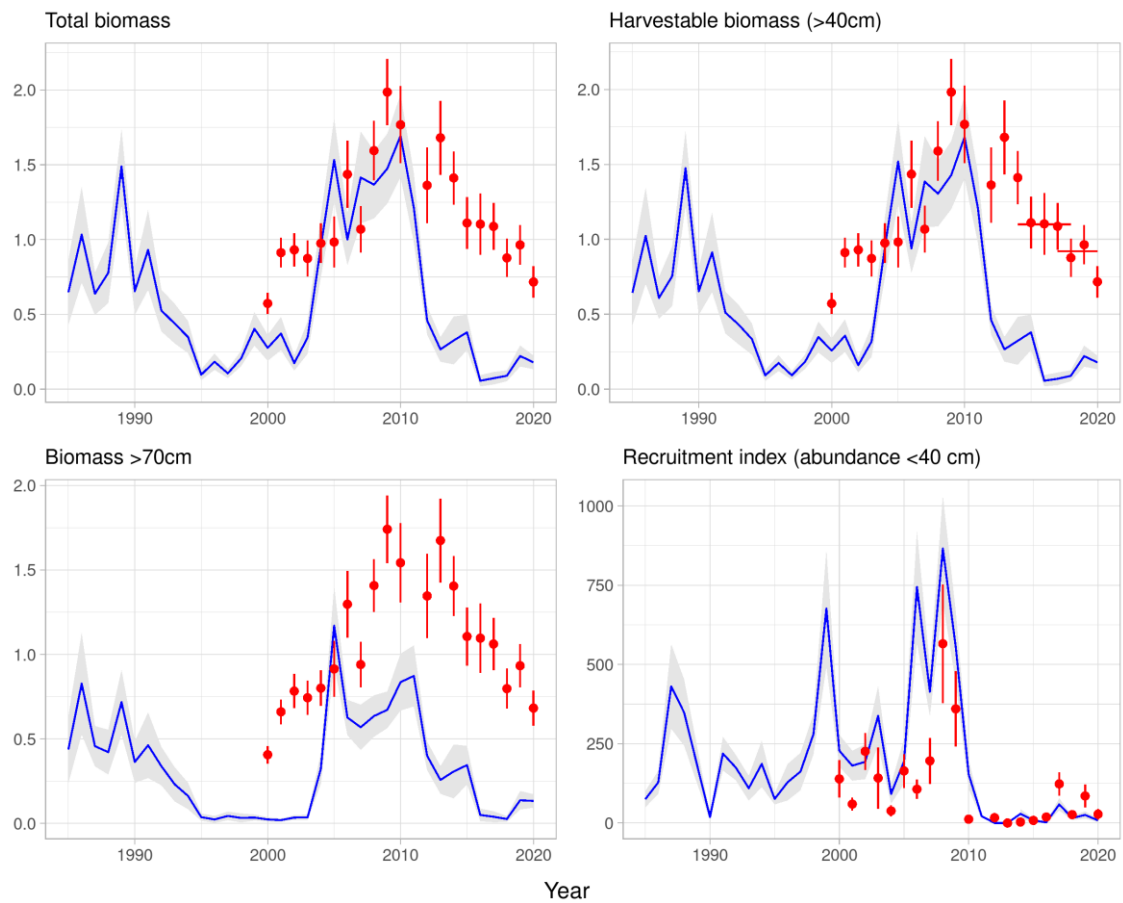 Total biomass
2.0
1.5
1.0
0.5
0.0
1990 2000 2010 2020
Harvestable biomass (>40cm)
2.0
1.5
1.0
0.5
0.0
1990 2000 2010 2020
Biomass >70cm
2.0
1.5
1.0
0.5
0.0
1990 2000 2010 2020
Recruitment index (abundance <40 cm)
1000
750
500
250
0
1990 2000 2010 2020
Year